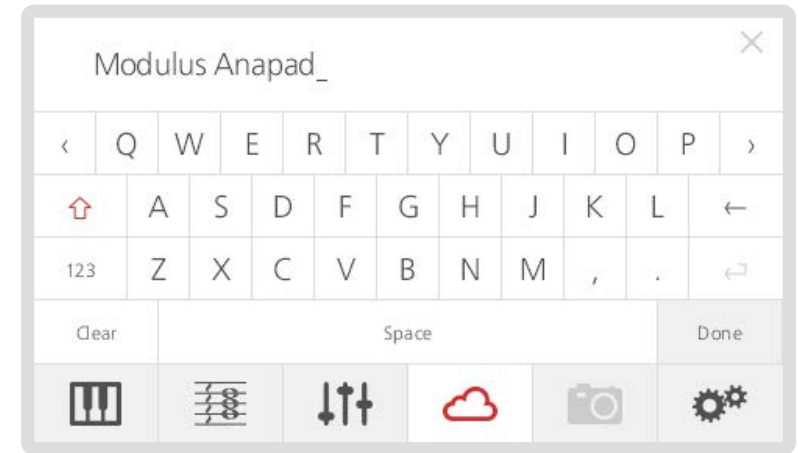 Modulus Anapad_
‹ Q W E R T Y U I O P ›
A S D F G H J K L ←
123 Z X C V B N M , .
Clear Space Done